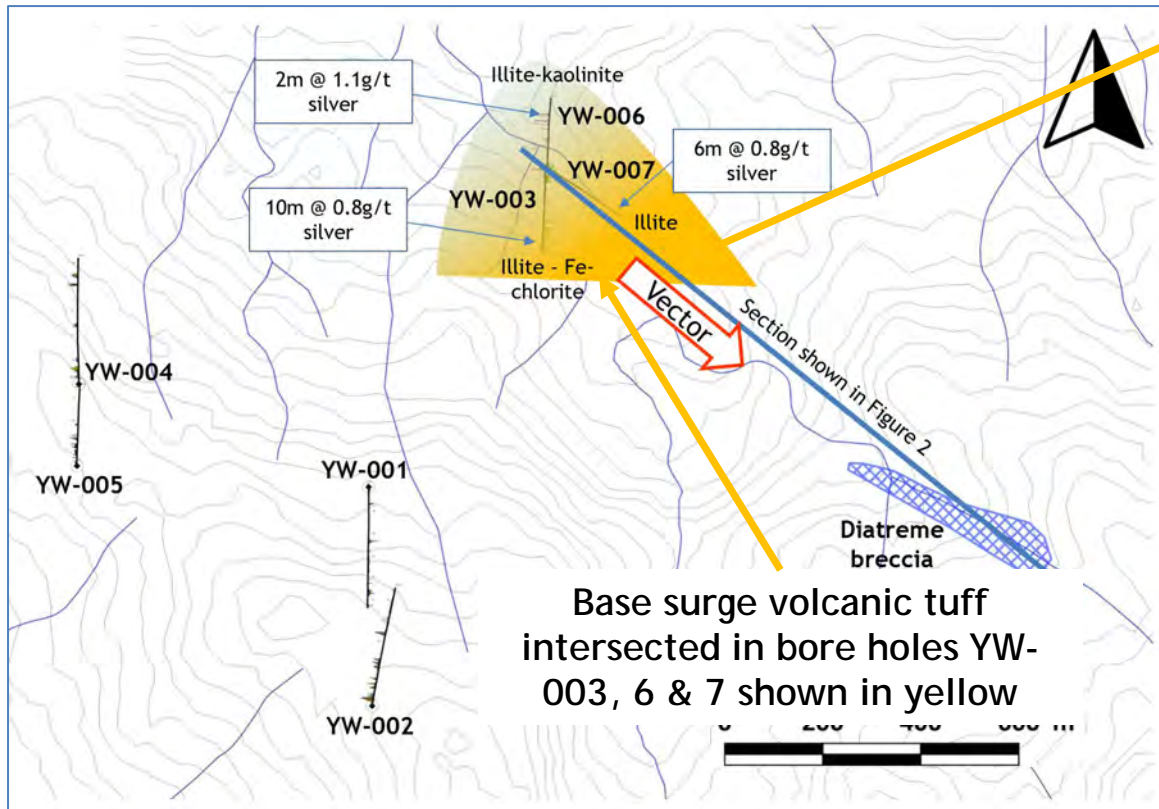 Illite-kaolinite
2m @ 1.1g/t
silver
YW-006
6m @ 0.8g/t
silver
YW-007
YW-003
10m @ 0.8g/t
silver
Illite
Illite - Fe-
chlorite
Vector
Section shown in Figure 2
YW-004
YW-005
YW-001
YW-002
Diatreme
breccia
Base surge volcanic tuff
intersected in bore holes YW-
003, 6 & 7 shown in yellow